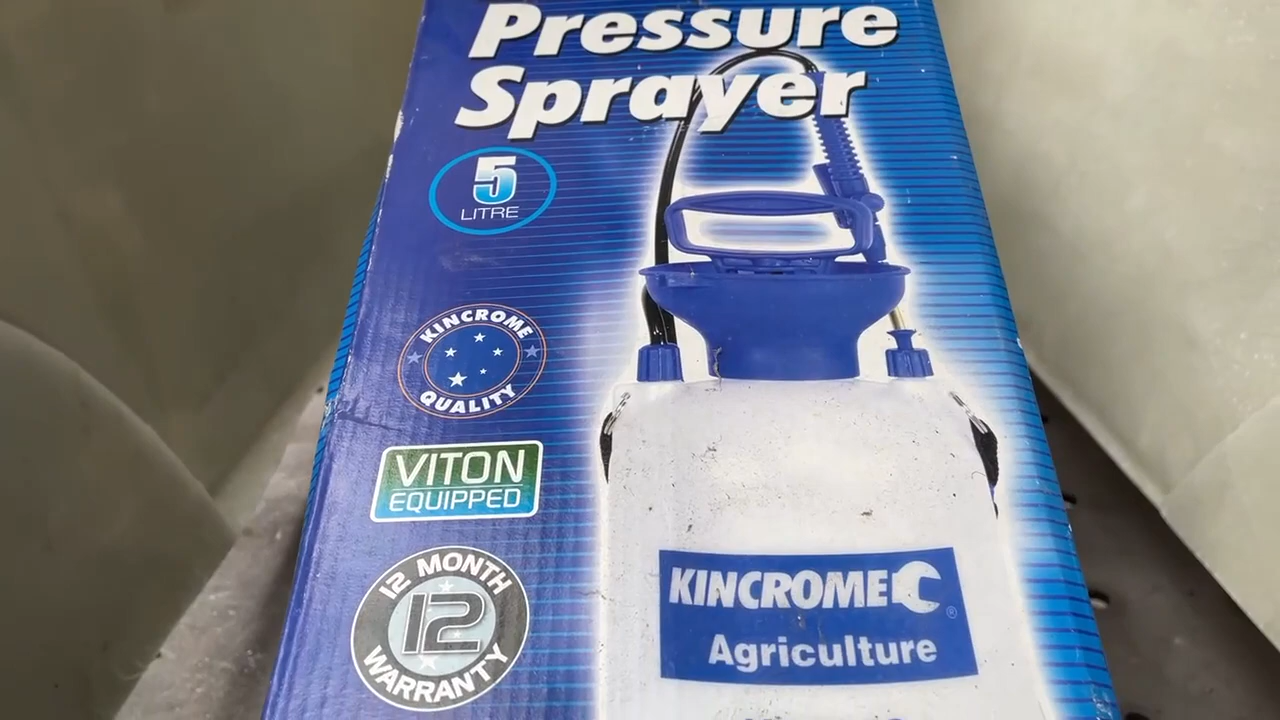 Pressure
Sprayer
5
LITRE
KINCROME
QUALITY
VITON
EQUIPPED
12 MONTH
12
WARRANTY
KINCROME
®
Agriculture